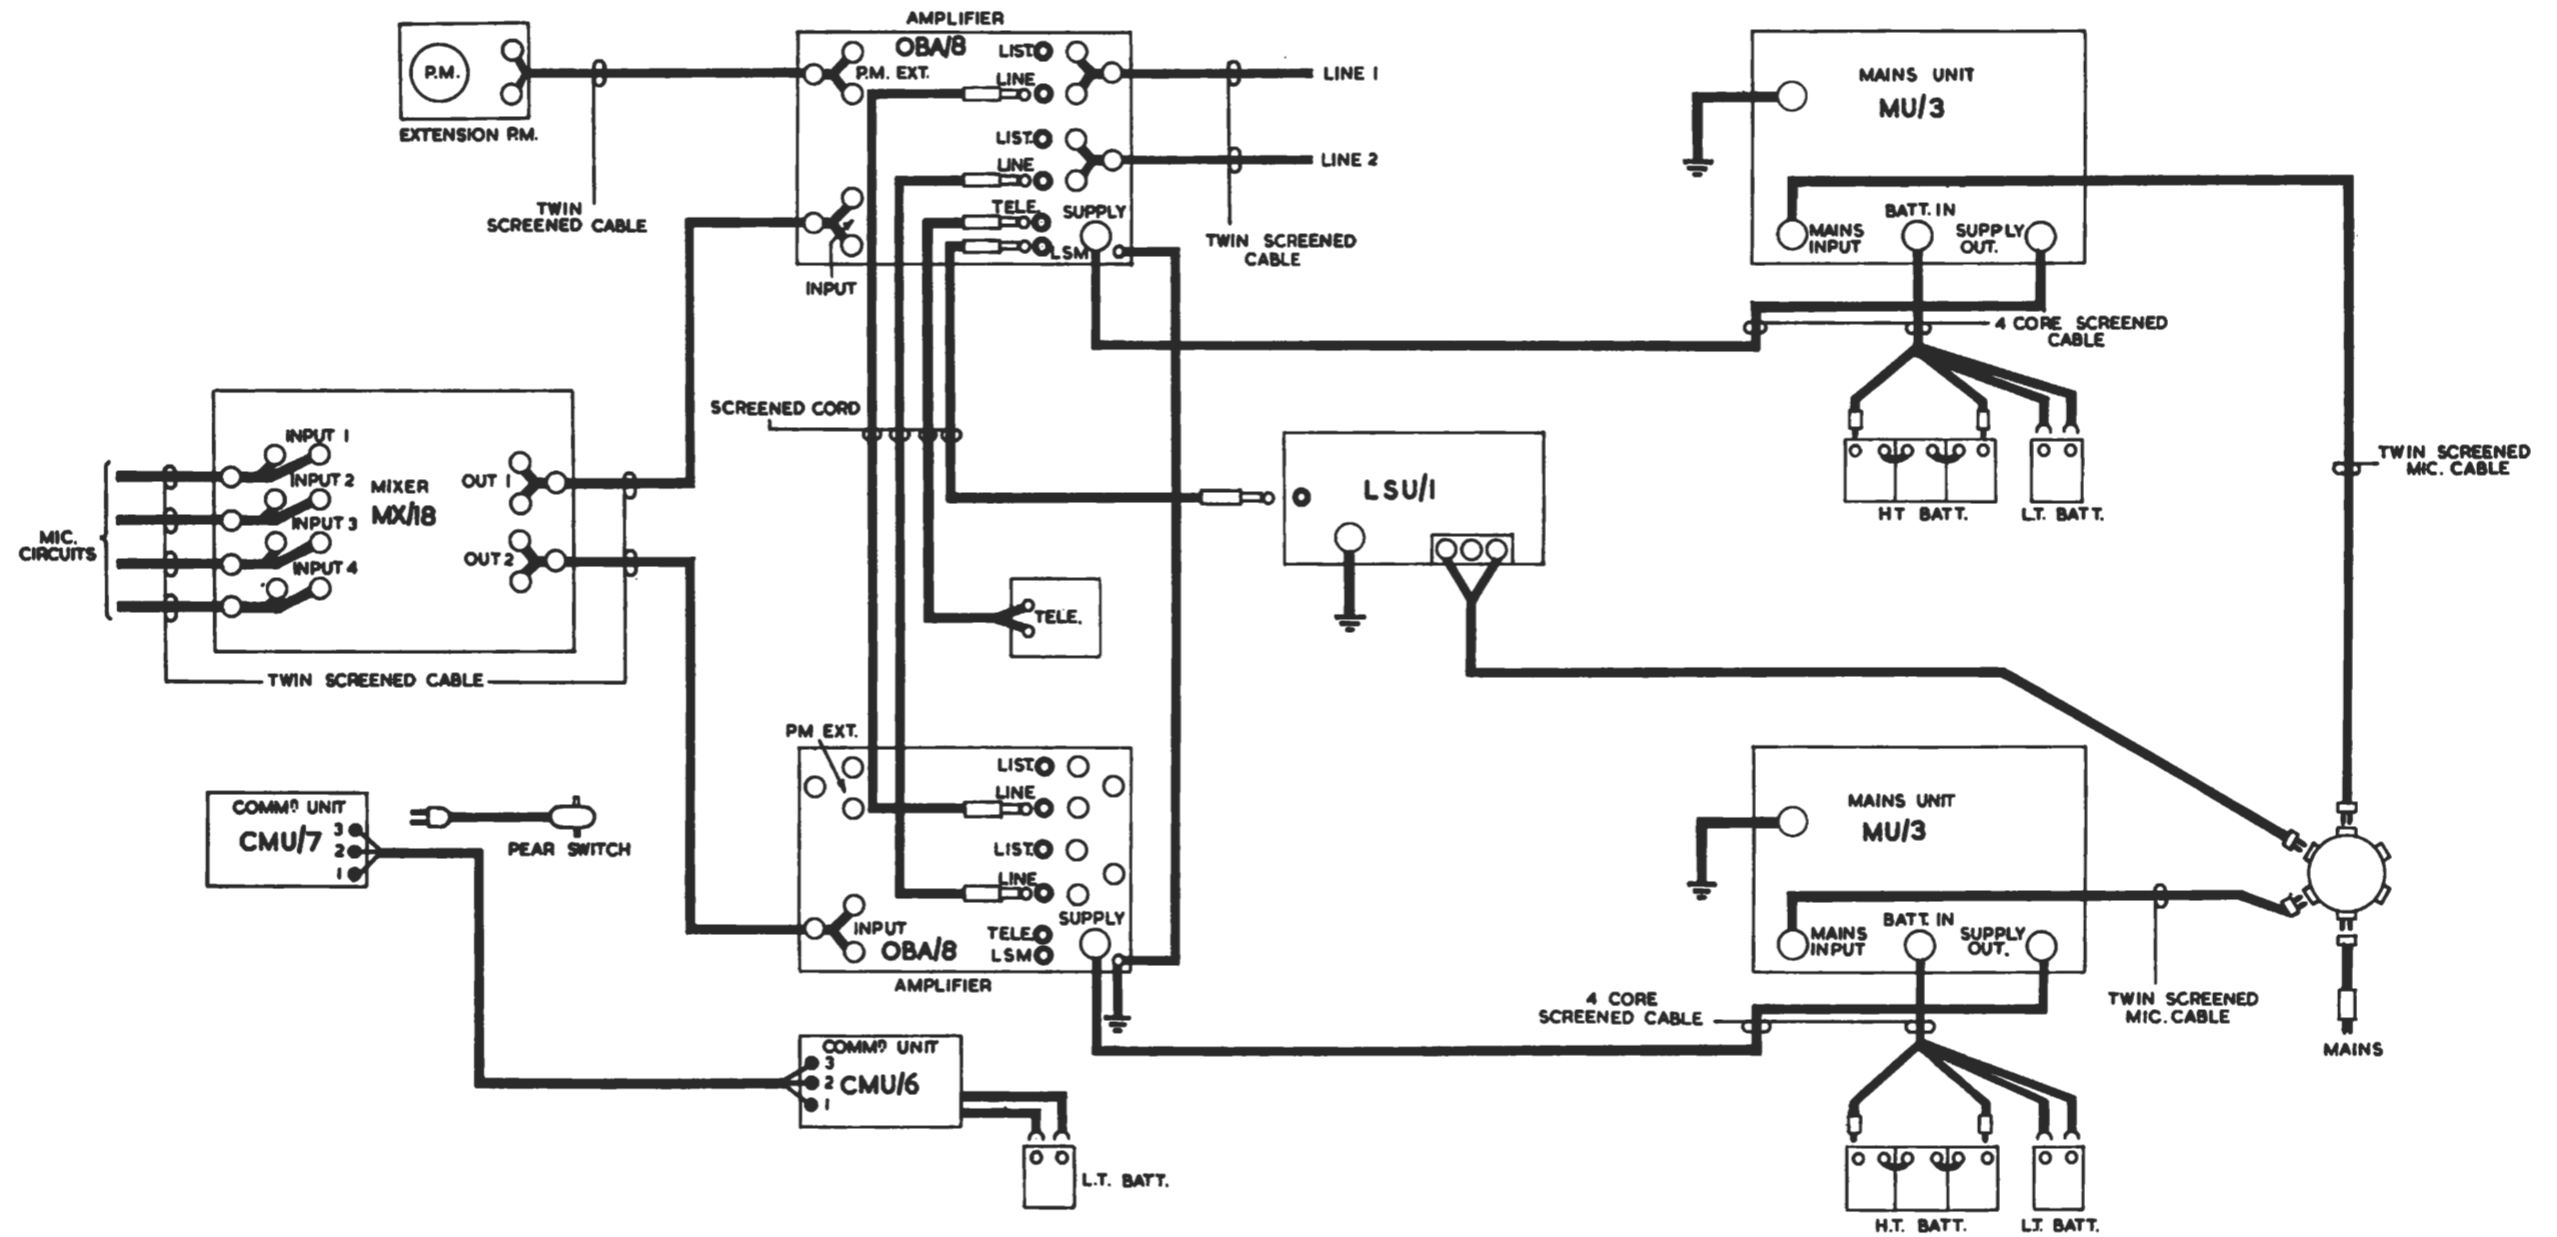 AMPLIFIER
OBA/8
P.M.
EXTENSION P.M.
P.M. EXT.
LIST.
LINE
LIST.
LINE
TELE.
LSM
SUPPLY
INPUT
LINE 1
LINE 2
TWIN
SCREENED CABLE
TWIN SCREENED
CABLE
MAINS UNIT
MU/3
MAINS
INPUT
BATT. IN
SUPPLY
OUT.
4 CORE SCREENED
CABLE
HT BATT.
L.T. BATT.
TWIN SCREENED
MIC. CABLE
SCREENED CORD
MIC.
CIRCUITS
INPUT 1
INPUT 2
INPUT 3
INPUT 4
MIXER
MX/18
OUT 1
OUT 2
TWIN SCREENED CABLE
LSU/1
TELE.
PM EXT.
LIST.
LINE
LIST.
LINE
TELE.
LSM
SUPPLY
INPUT
OBA/8
AMPLIFIER
COMMD UNIT
CMU/7
3
2
1
PEAR SWITCH
COMMD UNIT
CMU/6
3
2
1
L.T. BATT.
MAINS UNIT
MU/3
MAINS
INPUT
BATT. IN
SUPPLY
OUT.
4 CORE
SCREENED CABLE
TWIN SCREENED
MIC. CABLE
MAINS
H.T. BATT.
L.T. BATT.